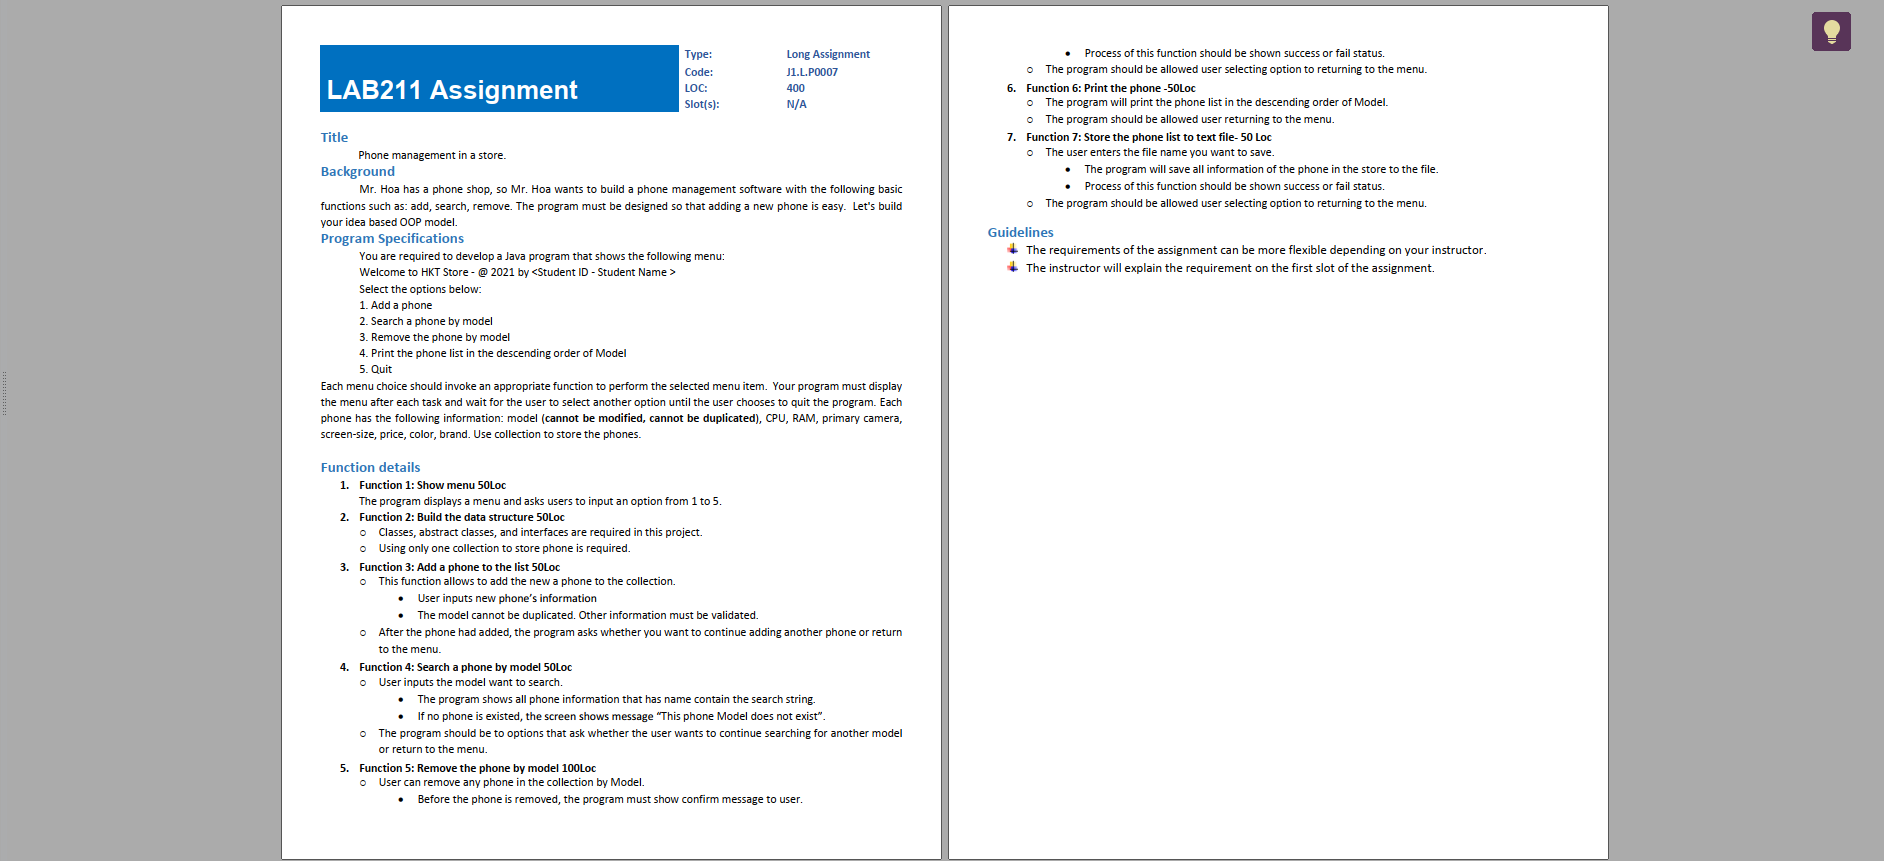 LAB211 Assignment
Type: Long Assignment
Code: J1.L.P0007
LOC: 400
Slot(s): N/A
Title
Phone management in a store.
Background
Mr. Hoa has a phone shop, so Mr. Hoa wants to build a phone management software with the following basic
functions such as: add, search, remove. The program must be designed so that adding a new phone is easy. Let's build
your idea based OOP model.
Program Specifications
You are required to develop a Java program that shows the following menu:
Welcome to HKT Store - @ 2021 by <Student ID - Student Name >
Select the options below:
1. Add a phone
2. Search a phone by model
3. Remove the phone by model
4. Print the phone list in the descending order of Model
5. Quit
Each menu choice should invoke an appropriate function to perform the selected menu item. Your program must display
the menu after each task and wait for the user to select another option until the user chooses to quit the program. Each
phone has the following information: model (cannot be modified, cannot be duplicated), CPU, RAM, primary camera,
screen-size, price, color, brand. Use collection to store the phones.
Function details
1. Function 1: Show menu 50Loc
The program displays a menu and asks users to input an option from 1 to 5.
2. Function 2: Build the data structure 50Loc
o Classes, abstract classes, and interfaces are required in this project.
o Using only one collection to store phone is required.
3. Function 3: Add a phone to the list 50Loc
o This function allows to add the new a phone to the collection.
• User inputs new phone’s information
• The model cannot be duplicated. Other information must be validated.
o After the phone had added, the program asks whether you want to continue adding another phone or return
to the menu.
4. Function 4: Search a phone by model 50Loc
o User inputs the model want to search.
• The program shows all phone information that has name contain the search string.
• If no phone is existed, the screen shows message “This phone Model does not exist”.
o The program should be to options that ask whether the user wants to continue searching for another model
or return to the menu.
5. Function 5: Remove the phone by model 100Loc
o User can remove any phone in the collection by Model.
• Before the phone is removed, the program must show confirm message to user.
• Process of this function should be shown success or fail status.
o The program should be allowed user selecting option to returning to the menu.
6. Function 6: Print the phone -50Loc
o The program will print the phone list in the descending order of Model.
o The program should be allowed user returning to the menu.
7. Function 7: Store the phone list to text file- 50 Loc
o The user enters the file name you want to save.
• The program will save all information of the phone in the store to the file.
• Process of this function should be shown success or fail status.
o The program should be allowed user selecting option to returning to the menu.
Guidelines
The requirements of the assignment can be more flexible depending on your instructor.
The instructor will explain the requirement on the first slot of the assignment.